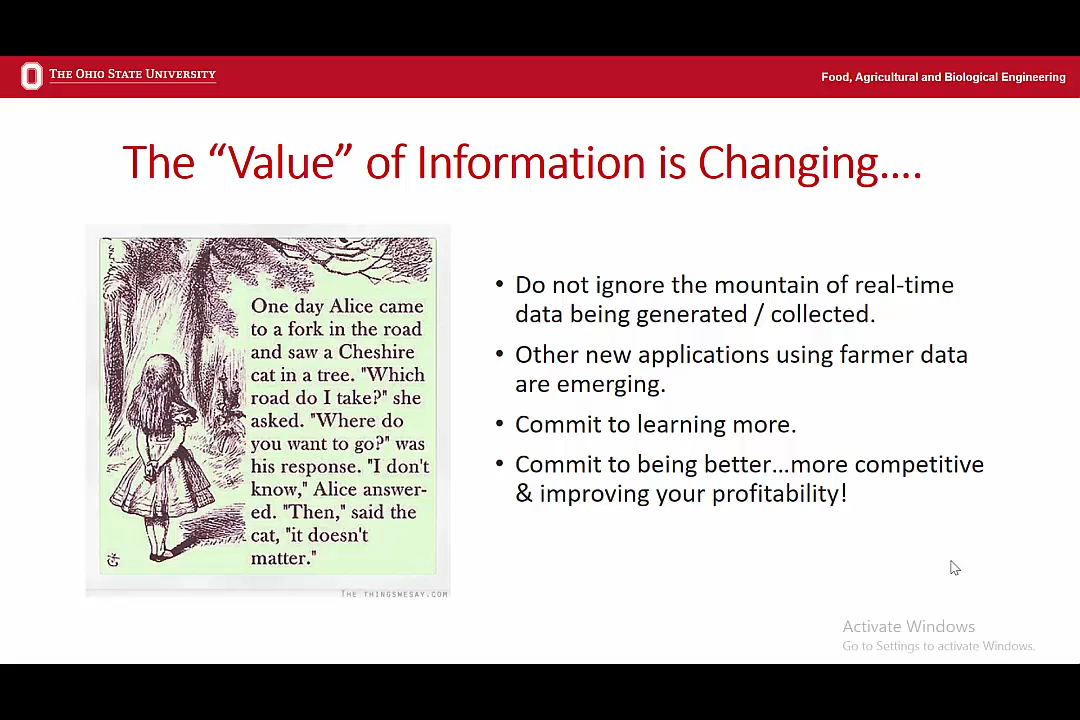 THE OHIO STATE UNIVERSITY
Food, Agricultural and Biological Engineering
The “Value” of Information is Changing....
One day Alice came
to a fork in the road
and saw a Cheshire
cat in a tree. "Which
road do I take?" she
asked. "Where do
you want to go?" was
his response. "I don't
know," Alice answer-
ed. "Then," said the
cat, "it doesn't
matter."
THE THINGSWESAY.COM
• Do not ignore the mountain of real-time
data being generated / collected.
• Other new applications using farmer data
are emerging.
• Commit to learning more.
• Commit to being better...more competitive
& improving your profitability!
Activate Windows
Go to Settings to activate Windows.